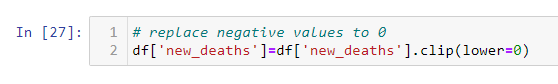 In [27]:
1 # replace negative values to 0
2 df['new_deaths']=df['new_deaths'].clip(lower=0)